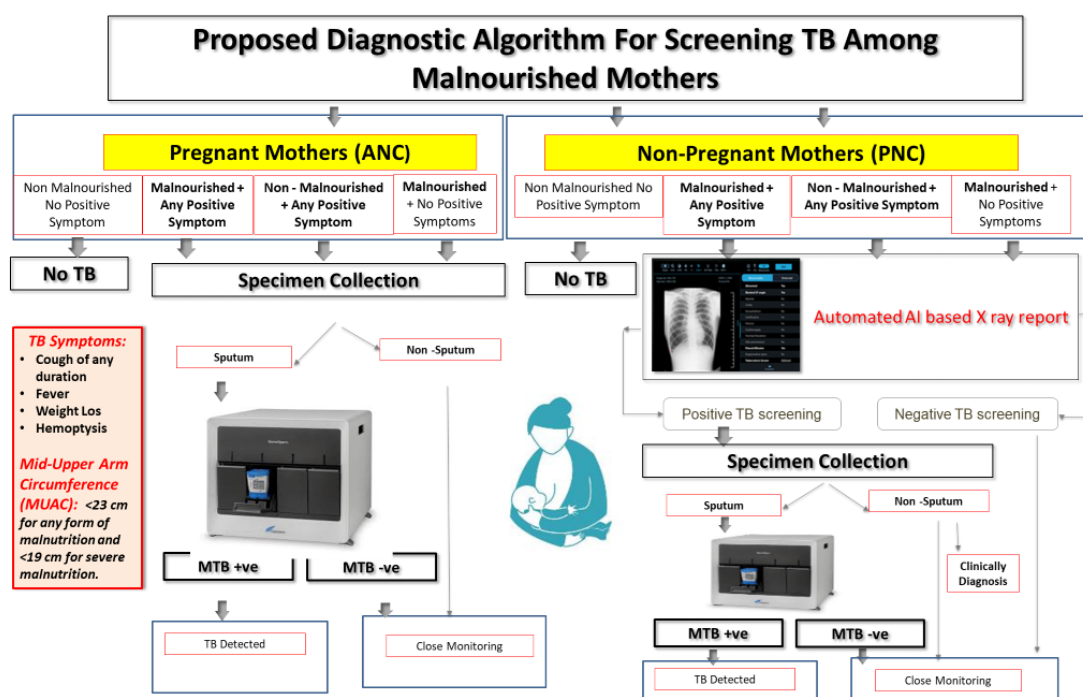 Proposed Diagnostic Algorithm For Screening TB Among
Malnourished Mothers
Pregnant Mothers (ANC)
Non Malnourished
No Positive
Symptom
Malnourished +
Any Positive
Symptom
Non - Malnourished
+ Any Positive
Symptom
Malnourished
+ No Positive
Symptoms
No TB
Specimen Collection
TB Symptoms:
• Cough of any
duration
• Fever
• Weight Los
• Hemoptysis
Mid-Upper Arm
Circumference
(MUAC): <23 cm
for any form of
malnutrition and
<19 cm for severe
malnutrition.
Sputum
Non -Sputum
MTB +ve
MTB -ve
TB Detected
Close Monitoring
Non-Pregnant Mothers (PNC)
Non Malnourished No
Positive Symptom
Malnourished +
Any Positive
Symptom
Non - Malnourished +
Any Positive Symptom
Malnourished +
No Positive
Symptoms
No TB
Automated AI based X ray report
Positive TB screening
Negative TB screening
Specimen Collection
Sputum
Non -Sputum
Clinically
Diagnosis
MTB +ve
MTB -ve
TB Detected
Close Monitoring